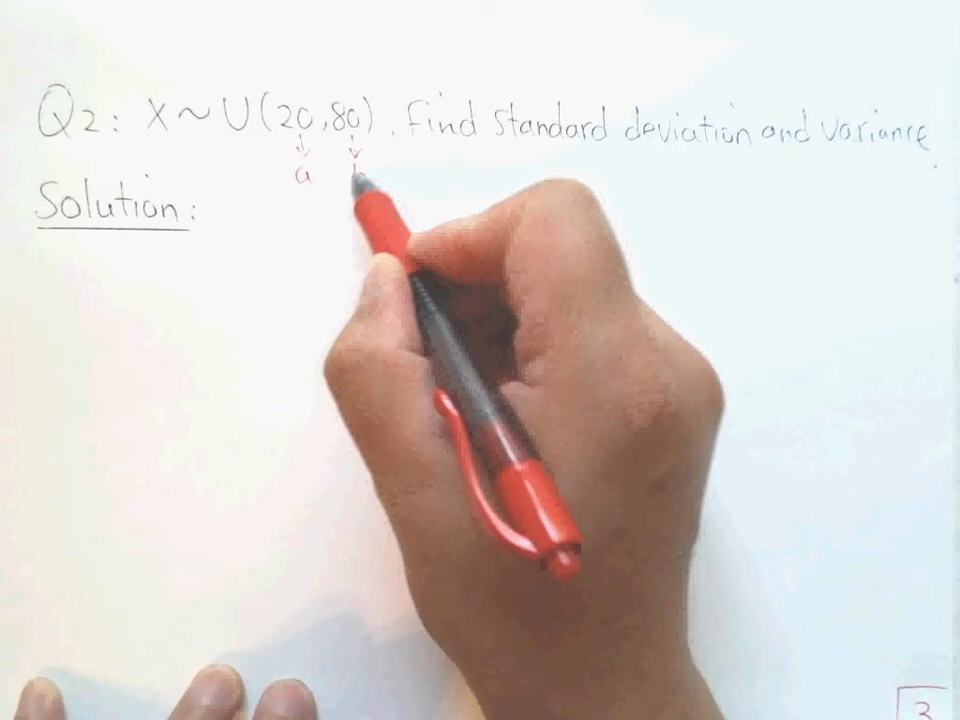 Q2: X ~ U(20,80), Find Standard deviation and variance.
a b
Solution:
3